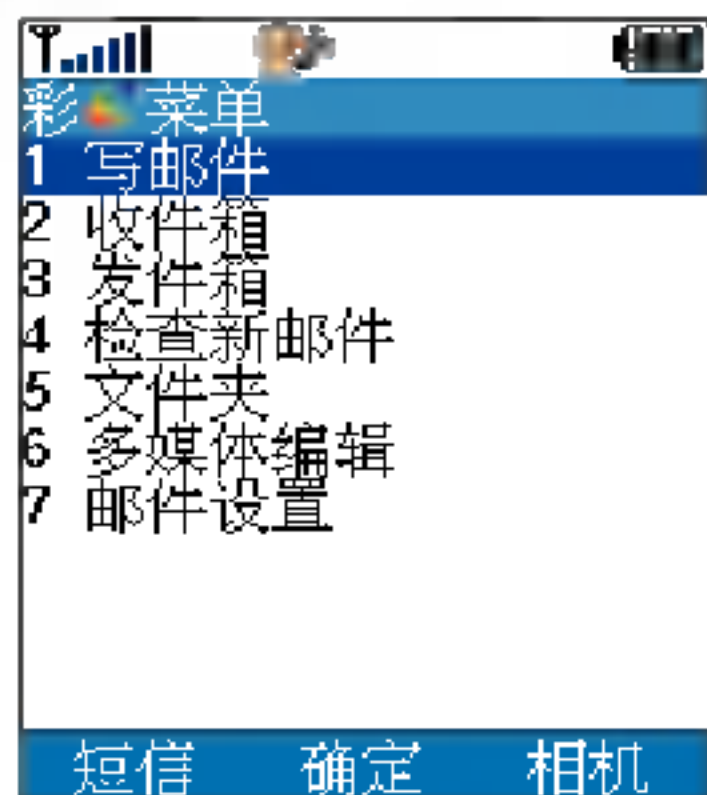 彩 菜单
1 写邮件
2 收件箱
3 发件箱
4 检查新邮件
5 文件夹
6 多媒体编辑
7 邮件设置
短信 确定 相机